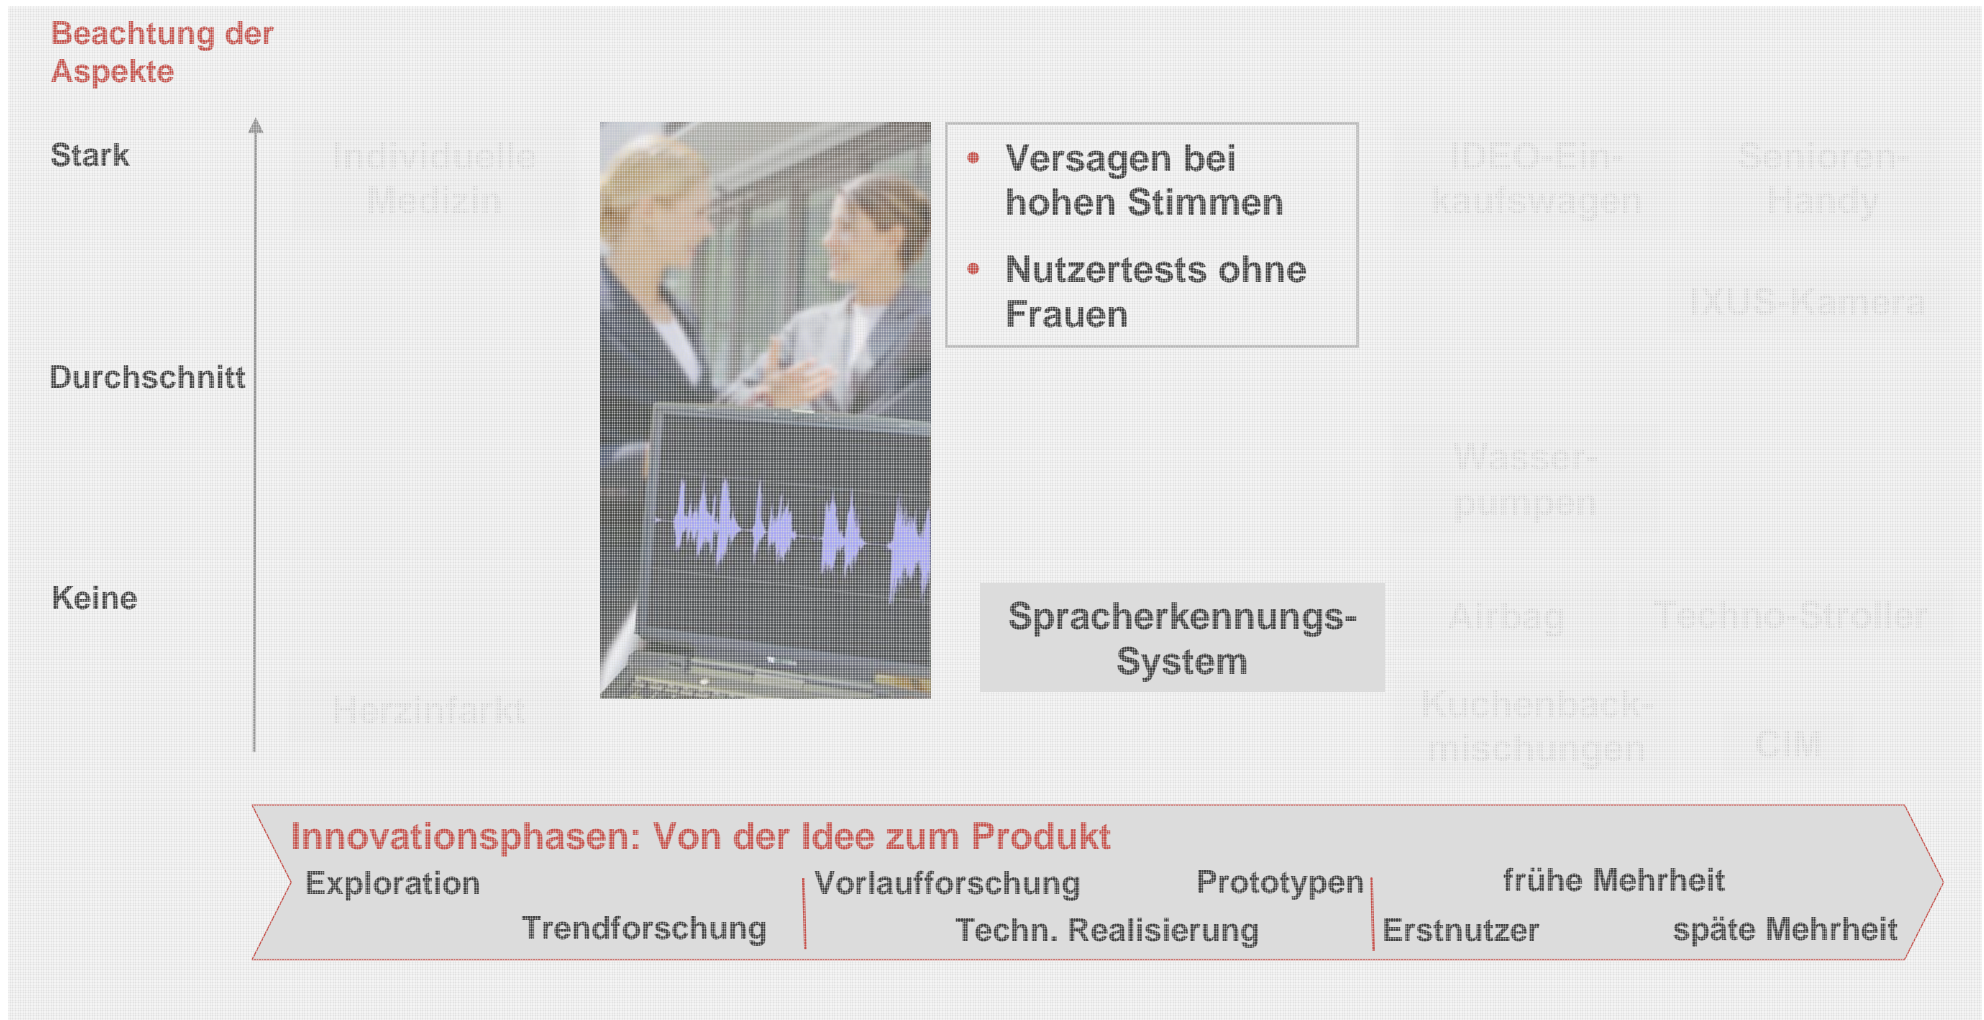 Beachtung der
Aspekte
Stark
Individuelle
Medizin
• Versagen bei
hohen Stimmen
• Nutzertests ohne
Frauen
IDEO-Ein-
kaufswagen
Senioren-
Handy
IXUS-Kamera
Durchschnitt
Wasser-
pumpen
Keine
Spracherkennungs-
System
Airbag
Techno-Stroller
Herzinfarkt
Kuchenback-
mischungen
CIM
Innovationsphasen: Von der Idee zum Produkt
Exploration
Trendforschung
Vorlaufforschung
Techn. Realisierung
Prototypen
Erstnutzer
frühe Mehrheit
späte Mehrheit